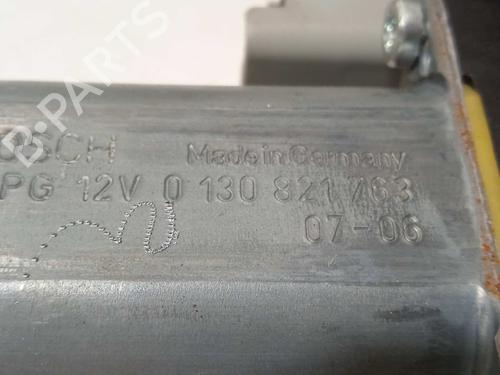 OSCH Made in Germany
PG 12V 0 130 821 763
07-06
B-PARTS